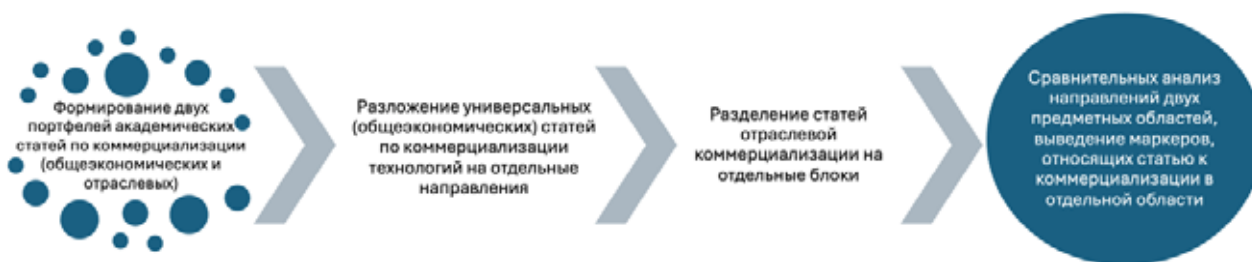 Формирование двух
портфелей академических
статей по коммерциализации
(общеэкономических и
отраслевых)
Разложение универсальных
(общеэкономических) статей
по коммерциализации
технологий на отдельные
направления
Разделение статей
отраслевой
коммерциализации на
отдельные блоки
Сравнительных анализ
направлений двух
предметных областей,
выведение маркеров,
относящих статью к
коммерциализации в
отдельной области